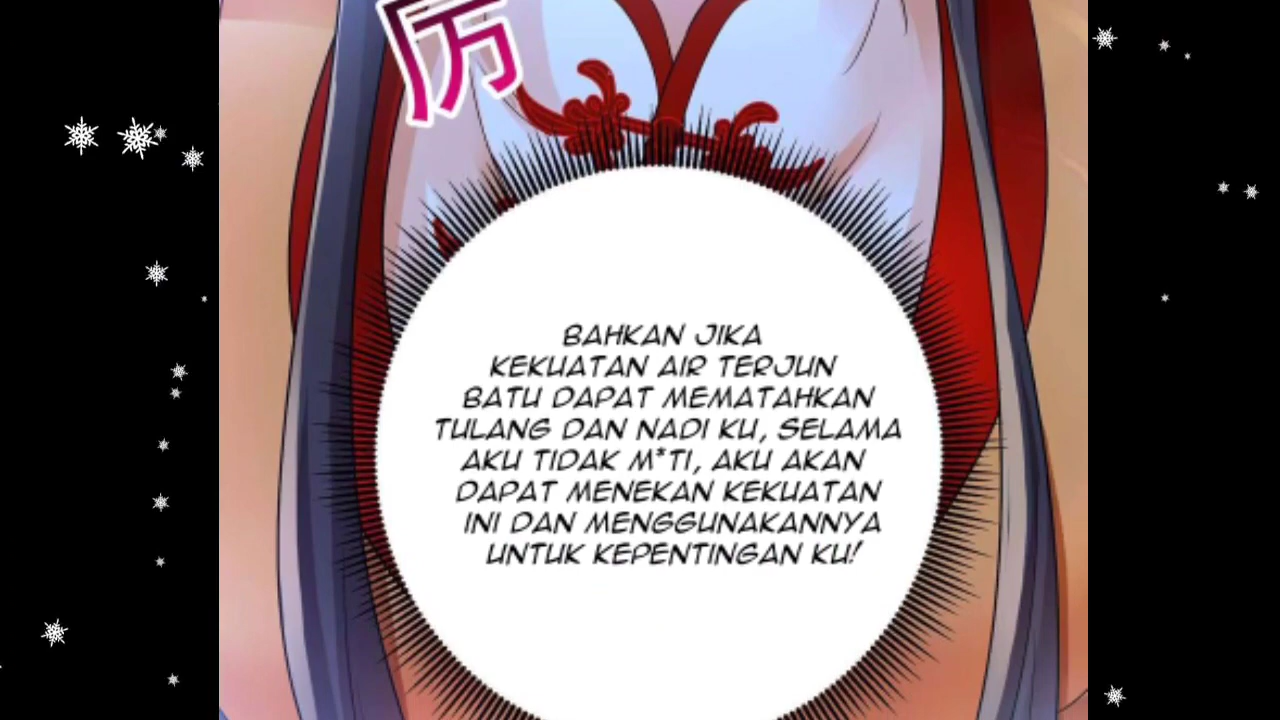 厉
BAHKAN JIKA
KEKUATAN AIR TERJUN
BATU DAPAT MEMATAHKAN
TULANG DAN NADI KU, SELAMA
AKU TIDAK M*TI, AKU AKAN
DAPAT MENEKAN KEKUATAN
INI DAN MENGGUNAKANNYA
UNTUK KEPENTINGAN KU!